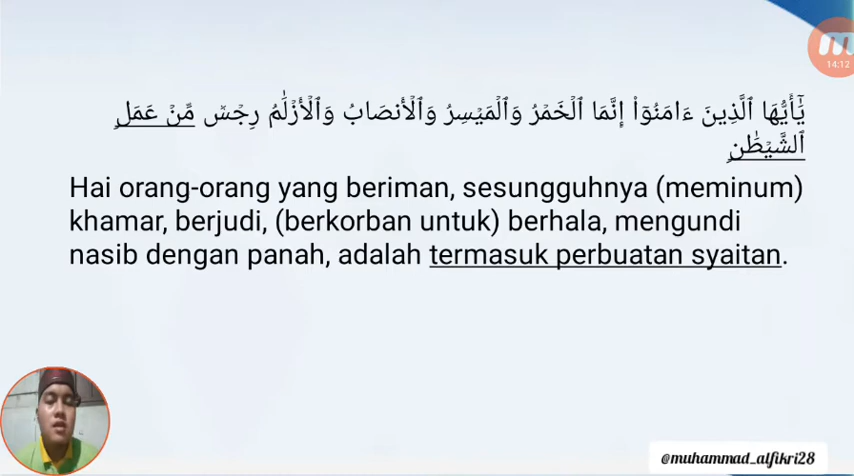 14:12
يَٰٓأَيُّهَا ٱلَّذِينَ ءَامَنُوٓا۟ إِنَّمَا ٱلْخَمْرُ وَٱلْمَيْسِرُ وَٱلْأَنصَابُ وَٱلْأَزْلَٰمُ رِجْسٌ مِّنْ عَمَلِ
ٱلشَّيْطَٰنِ
Hai orang-orang yang beriman, sesungguhnya (meminum)
khamar, berjudi, (berkorban untuk) berhala, mengundi
nasib dengan panah, adalah termasuk perbuatan syaitan.
@muhammad_alfikri28